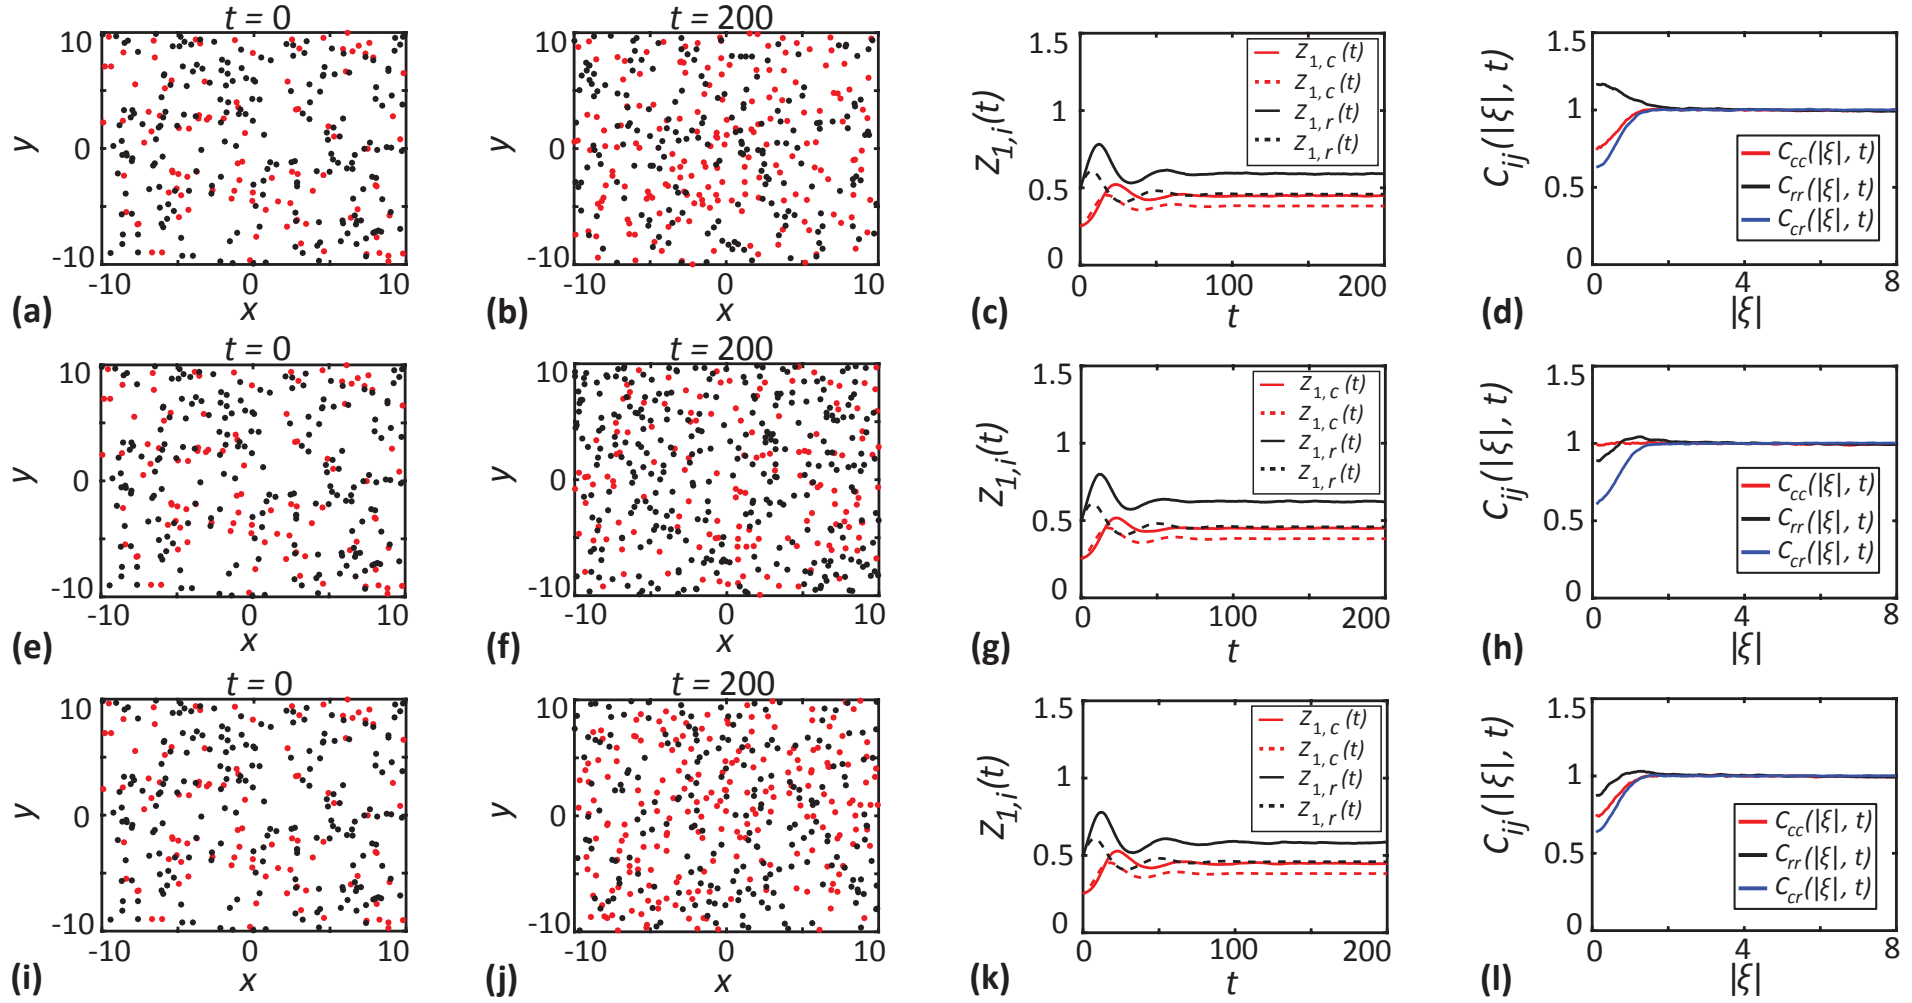 t = 0
10
y
0
-10
-10 0 10
x
(a)
t = 200
10
y
0
-10
-10 0 10
x
(b)
1.5
1
0.5
0
Z1,i(t)
Z1, c (t)
Z1, c (t)
Z1, r (t)
Z1, r (t)
0 100 200
t
(c)
1.5
1
0.5
0
Cij(|ξ|, t)
Ccc(|ξ|, t)
Crr(|ξ|, t)
Ccr(|ξ|, t)
0 4 8
|ξ|
(d)
t = 0
10
y
0
-10
-10 0 10
x
(e)
t = 200
10
y
0
-10
-10 0 10
x
(f)
1.5
1
0.5
0
Z1,i(t)
Z1, c (t)
Z1, c (t)
Z1, r (t)
Z1, r (t)
0 100 200
t
(g)
1.5
1
0.5
0
Cij(|ξ|, t)
Ccc(|ξ|, t)
Crr(|ξ|, t)
Ccr(|ξ|, t)
0 4 8
|ξ|
(h)
t = 0
10
y
0
-10
-10 0 10
x
(i)
t = 200
10
y
0
-10
-10 0 10
x
(j)
1.5
1
0.5
0
Z1,i(t)
Z1, c (t)
Z1, c (t)
Z1, r (t)
Z1, r (t)
0 100 200
t
(k)
1.5
1
0.5
0
Cij(|ξ|, t)
Ccc(|ξ|, t)
Crr(|ξ|, t)
Ccr(|ξ|, t)
0 4 8
|ξ|
(l)